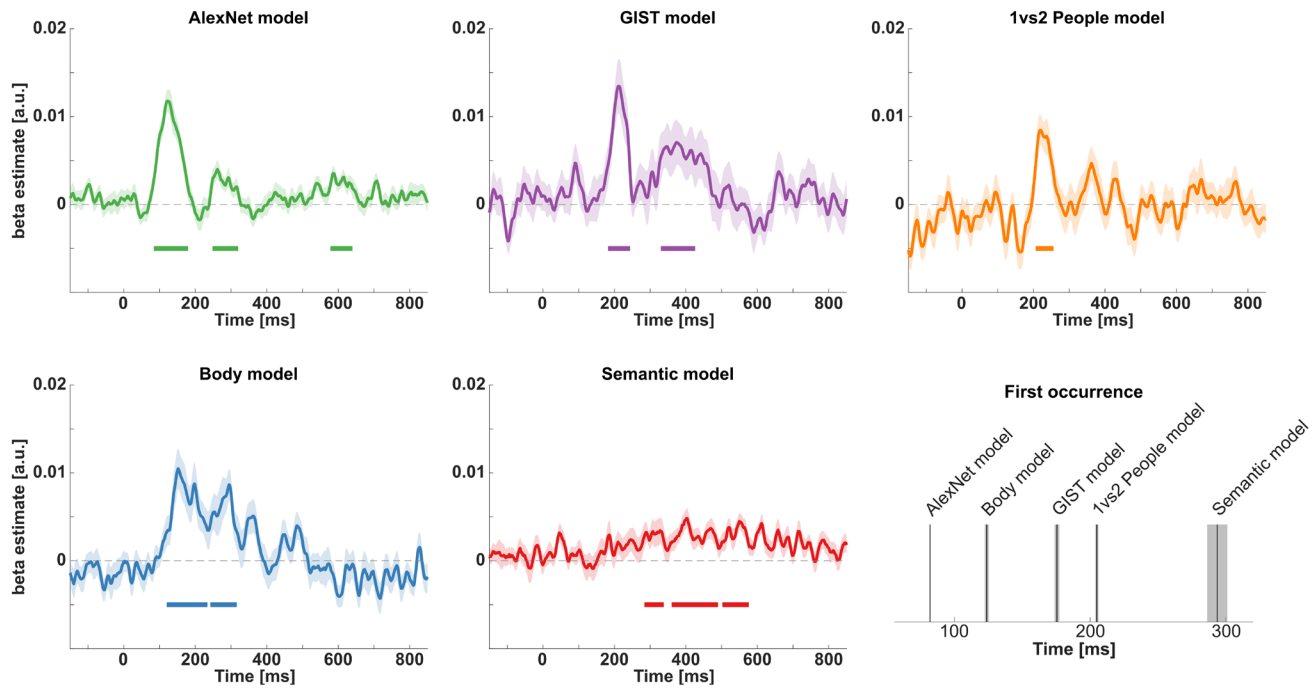 AlexNet model
GIST model
1vs2 People model
0.02
0.01
0
beta estimate [a.u.]
0 200 400 600 800
Time [ms]
0.02
0.01
0
0 200 400 600 800
Time [ms]
0.02
0.01
0
0 200 400 600 800
Time [ms]
Body model
Semantic model
First occurrence
0.02
0.01
0
beta estimate [a.u.]
0 200 400 600 800
Time [ms]
0.02
0.01
0
0 200 400 600 800
Time [ms]
AlexNet model
Body model
GIST model
1vs2 People model
Semantic model
100 200 300
Time [ms]